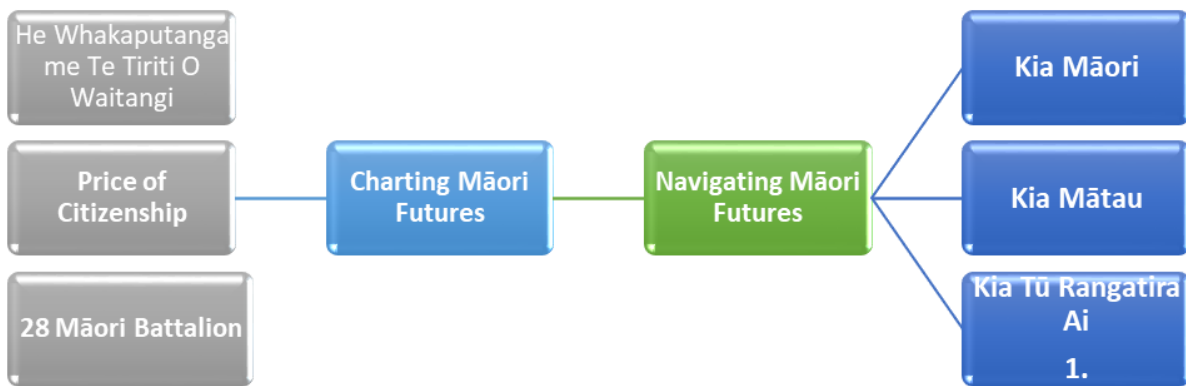 He Whakaputanga
me Te Tiriti O
Waitangi
Price of
Citizenship
28 Māori Battalion
Charting Māori
Futures
Navigating Māori
Futures
Kia Māori
Kia Mātau
Kia Tū Rangatira
Ai
1.